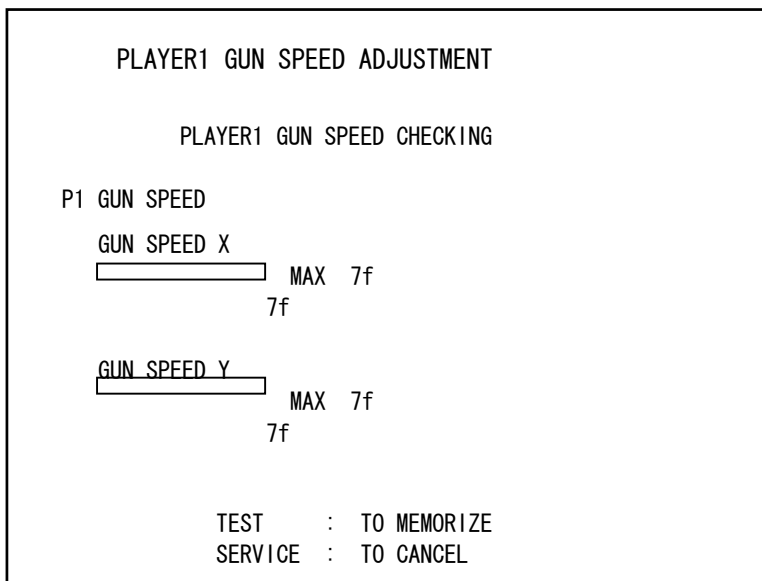 PLAYER1 GUN SPEED ADJUSTMENT
PLAYER1 GUN SPEED CHECKING
P1 GUN SPEED
GUN SPEED X
MAX 7f
7f
GUN SPEED Y
MAX 7f
7f
TEST : TO MEMORIZE
SERVICE : TO CANCEL